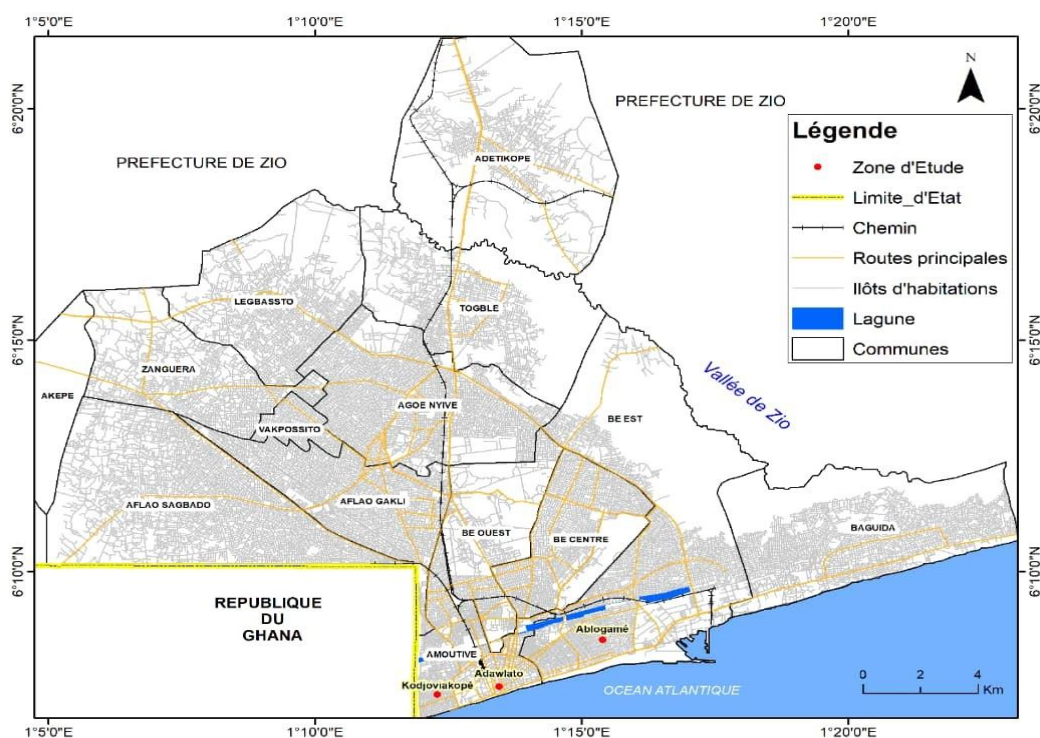 1°5'0"E 1°10'0"E 1°15'0"E 1°20'0"E
6°20'0"N 6°20'0"N
6°15'0"N 6°15'0"N
6°10'0"N 6°10'0"N
PREFECTURE DE ZIO
PREFECTURE DE ZIO
N
Légende
Zone d'Etude
Limite_d'Etat
Chemin
Routes principales
Ilôts d'habitations
Lagune
Communes
ADETIKOPE
LEGBASSTO
TOGBLE
ZANGUERA
AKEPE
AGOE NYIVE
VAKPOSSITO
BE EST
Vallée de Zio
AFLAO SAGBADO
AFLAO GAKLI
BE OUEST
BE CENTRE
BAGUIDA
REPUBLIQUE
DU
GHANA
Ablogamé
AMOUTIVE
Adawlato
Kodjoviakopé
OCEAN ATLANTIQUE
0 2 4
Km
1°5'0"E 1°10'0"E 1°15'0"E 1°20'0"E